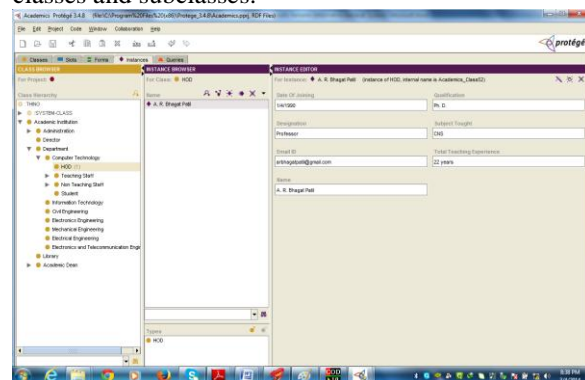 classes and subclasses.
Academics Protégé 3.4.8
File Edit Project Code Window Collaboration Help
protégé
Classes Slots Forms Instances Queries
CLASS BROWSER
For Project:
Class Hierarchy
:THING
:SYSTEM-CLASS
Academic Institution
Administration
Director
Department
Computer Technology
HOD (1)
Teaching Staff
Non Teaching Staff
Student
Information Technology
Civil Engineering
Electronics Engineering
Mechanical Engineering
Electrical Engineering
Electronics and Telecommunication Engi
Library
Academic Dean
INSTANCE BROWSER
For Class: HOD
Name
A. R. Bhagat Patil
Types
HOD
INSTANCE EDITOR
For Instance: A. R. Bhagat Patil (instance of HOD, internal name is Academics_Class52)
Date Of Joining
1/4/1990
Qualification
Ph. D.
Designation
Professor
Subject Taught
CNS
Email ID
Total Teaching Experience
22 years
Name
A. R. Bhagat Patil